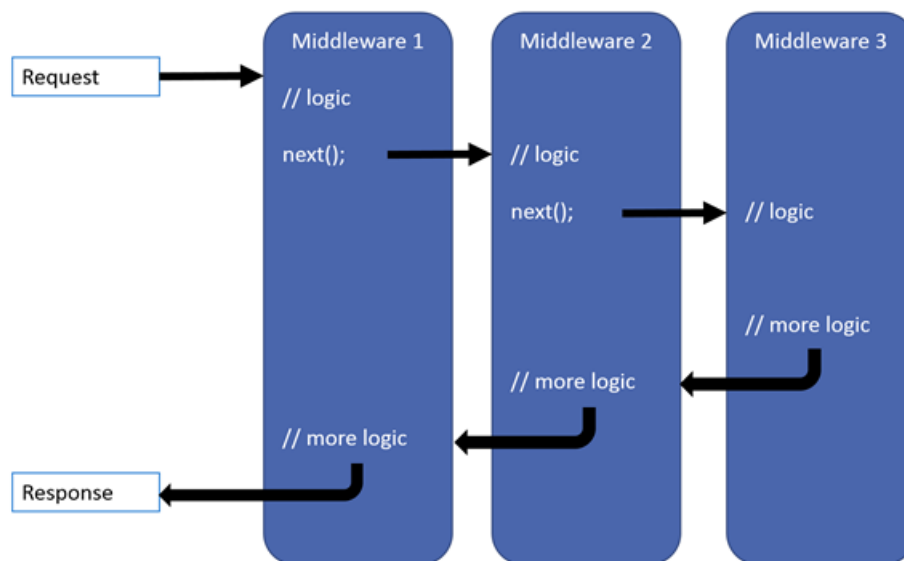 Middleware 1
Middleware 2
Middleware 3
Request
// logic
next();
// logic
next();
// logic
// more logic
// more logic
// more logic
Response